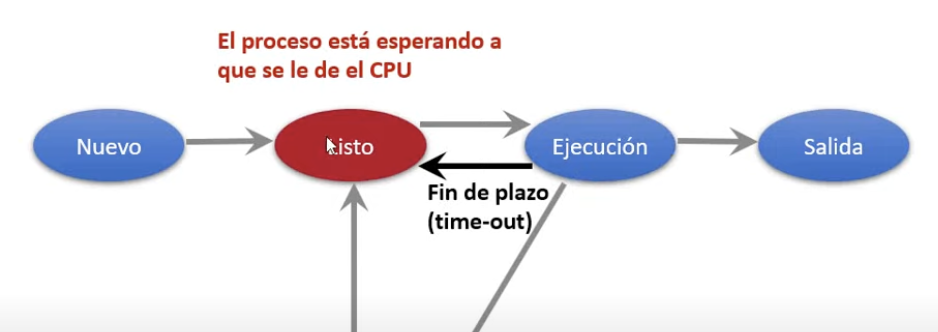 El proceso está esperando a
que se le de el CPU
Nuevo
Listo
Ejecución
Salida
Fin de plazo
(time-out)